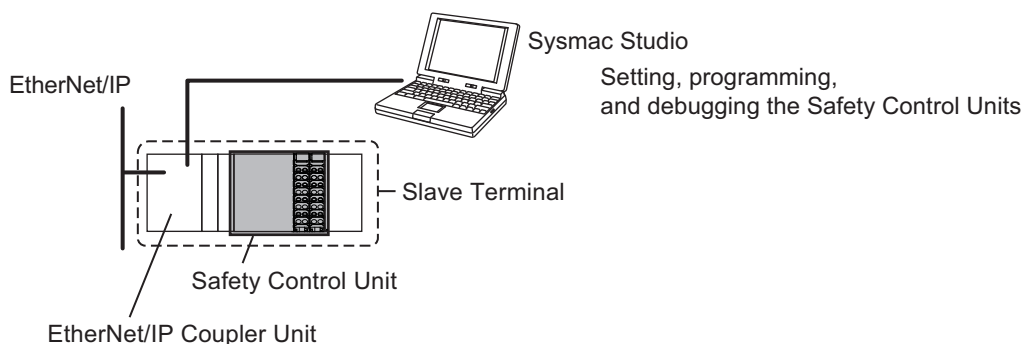 Sysmac Studio
EtherNet/IP
Setting, programming,
and debugging the Safety Control Units
Slave Terminal
Safety Control Unit
EtherNet/IP Coupler Unit